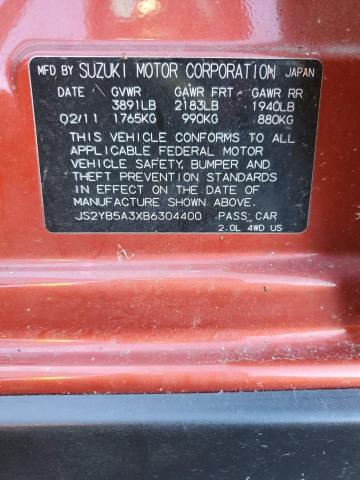 MFD BY SUZUKI MOTOR CORPORATION JAPAN
DATE GVWR GAWR FRT GAWR RR
3891LB 2183LB 1940LB
02/11 1765KG 990KG 880KG
THIS VEHICLE CONFORMS TO ALL
APPLICABLE FEDERAL MOTOR
VEHICLE SAFETY, BUMPER AND
THEFT PREVENTION STANDARDS
IN EFFECT ON THE DATE OF
MANUFACTURE SHOWN ABOVE.
JS2YB5A3XB6304400 PASS CAR
2.0L 4WD US